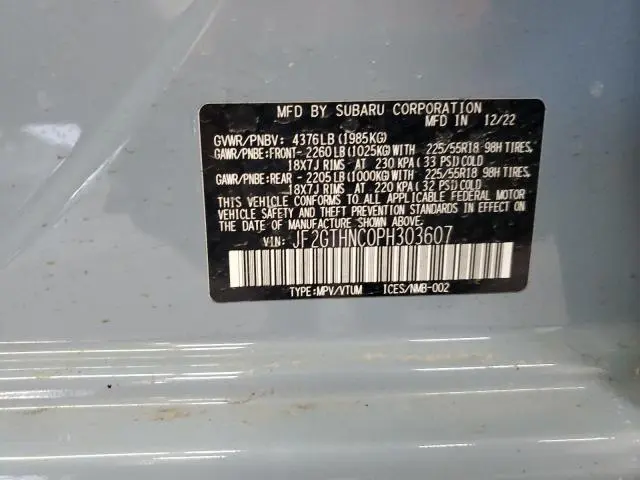 MFD BY SUBARU CORPORATION
MFD IN 12/22
GVWR/PNBV: 4376LB (1985KG)
GAWR/PNBE:FRONT- 2260LB (1025KG) WITH 225/55R18 98H TIRES,
18X7J RIMS AT 230 KPA (33 PSI) COLD
GAWR/PNBE:REAR - 2205LB (1000KG) WITH 225/55R18 98H TIRES,
18X7J RIMS AT 220 KPA (32 PSI) COLD
THIS VEHICLE CONFORMS TO ALL APPLICABLE FEDERAL MOTOR
VEHICLE SAFETY AND THEFT PREVENTION STANDARDS IN EFFECT ON
THE DATE OF MANUFACTURE SHOWN ABOVE.
VIN: JF2GTHNC0PH303607
TYPE:MPV/VTUM ICES/NMB-002